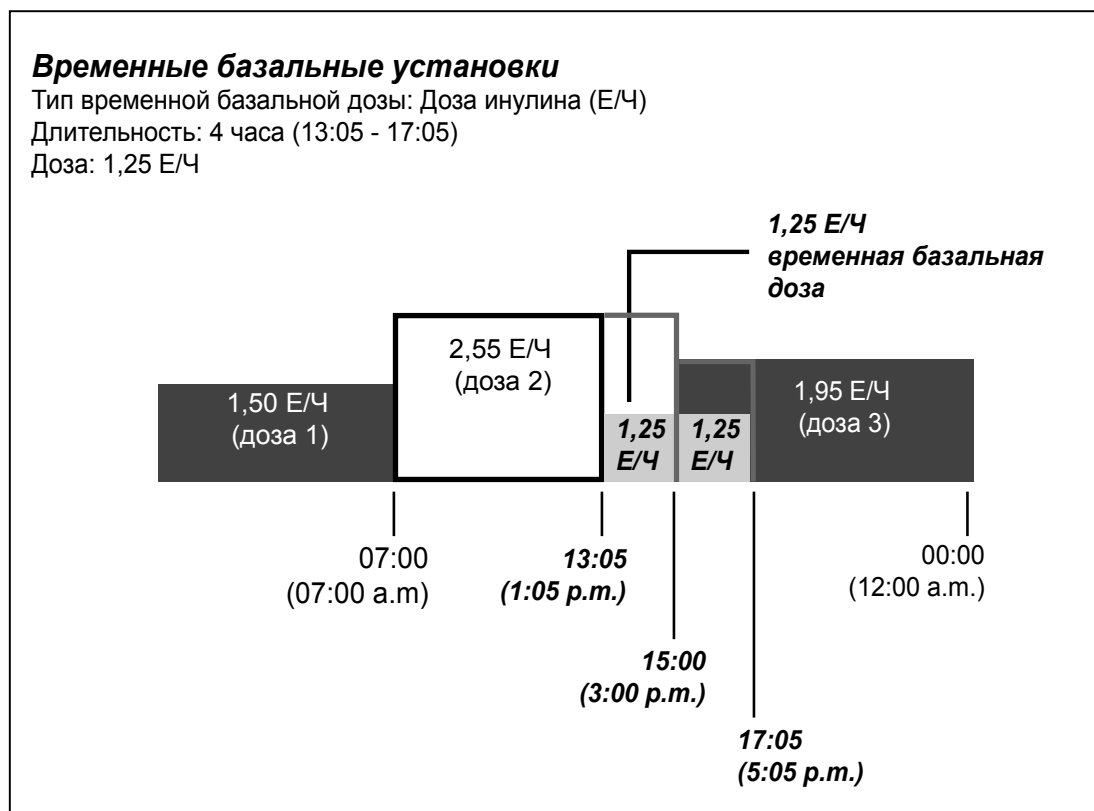 Временные базальные установки
Тип временной базальной дозы: Доза инулина (Е/Ч)
Длительность: 4 часа (13:05 - 17:05)
Доза: 1,25 Е/Ч
1,25 Е/Ч
временная базальная
доза
2,55 Е/Ч
(доза 2)
1,50 Е/Ч
(доза 1)
1,25
Е/Ч
1,25
Е/Ч
1,95 Е/Ч
(доза 3)
07:00
(07:00 a.m)
13:05
(1:05 p.m.)
00:00
(12:00 a.m.)
15:00
(3:00 p.m.)
17:05
(5:05 p.m.)